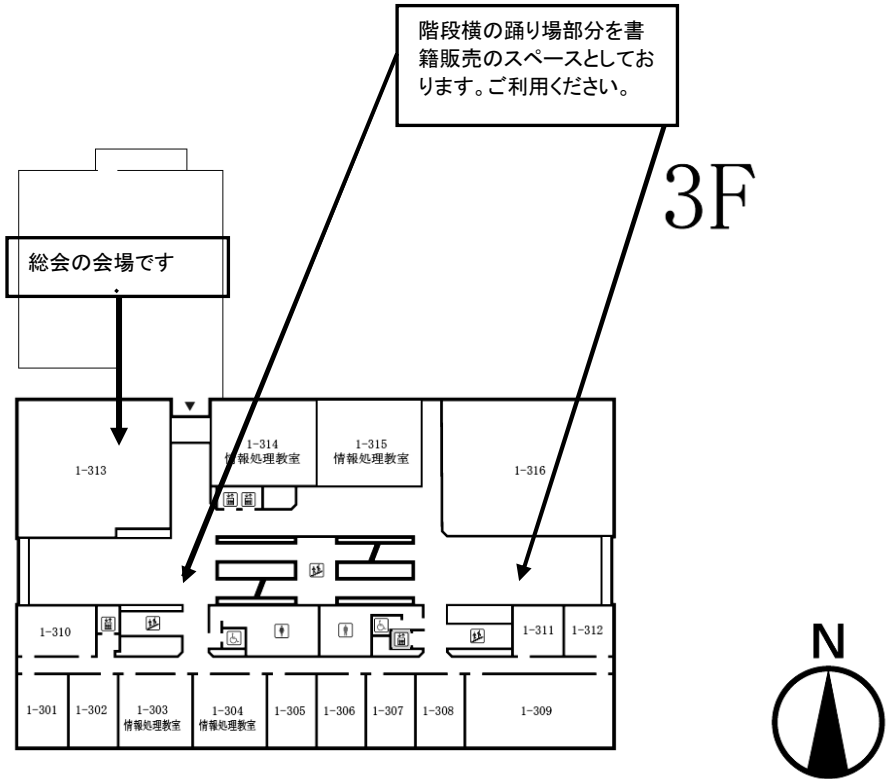 階段横の踊り場部分を書
籍販売のスペースとしてお
ります。ご利用ください。
3F
総会の会場です
1-313
1-314
情報処理教室
1-315
情報処理教室
1-316
1-310
1-311
1-312
1-301
1-302
1-303
情報処理教室
1-304
情報処理教室
1-305
1-306
1-307
1-308
1-309
N